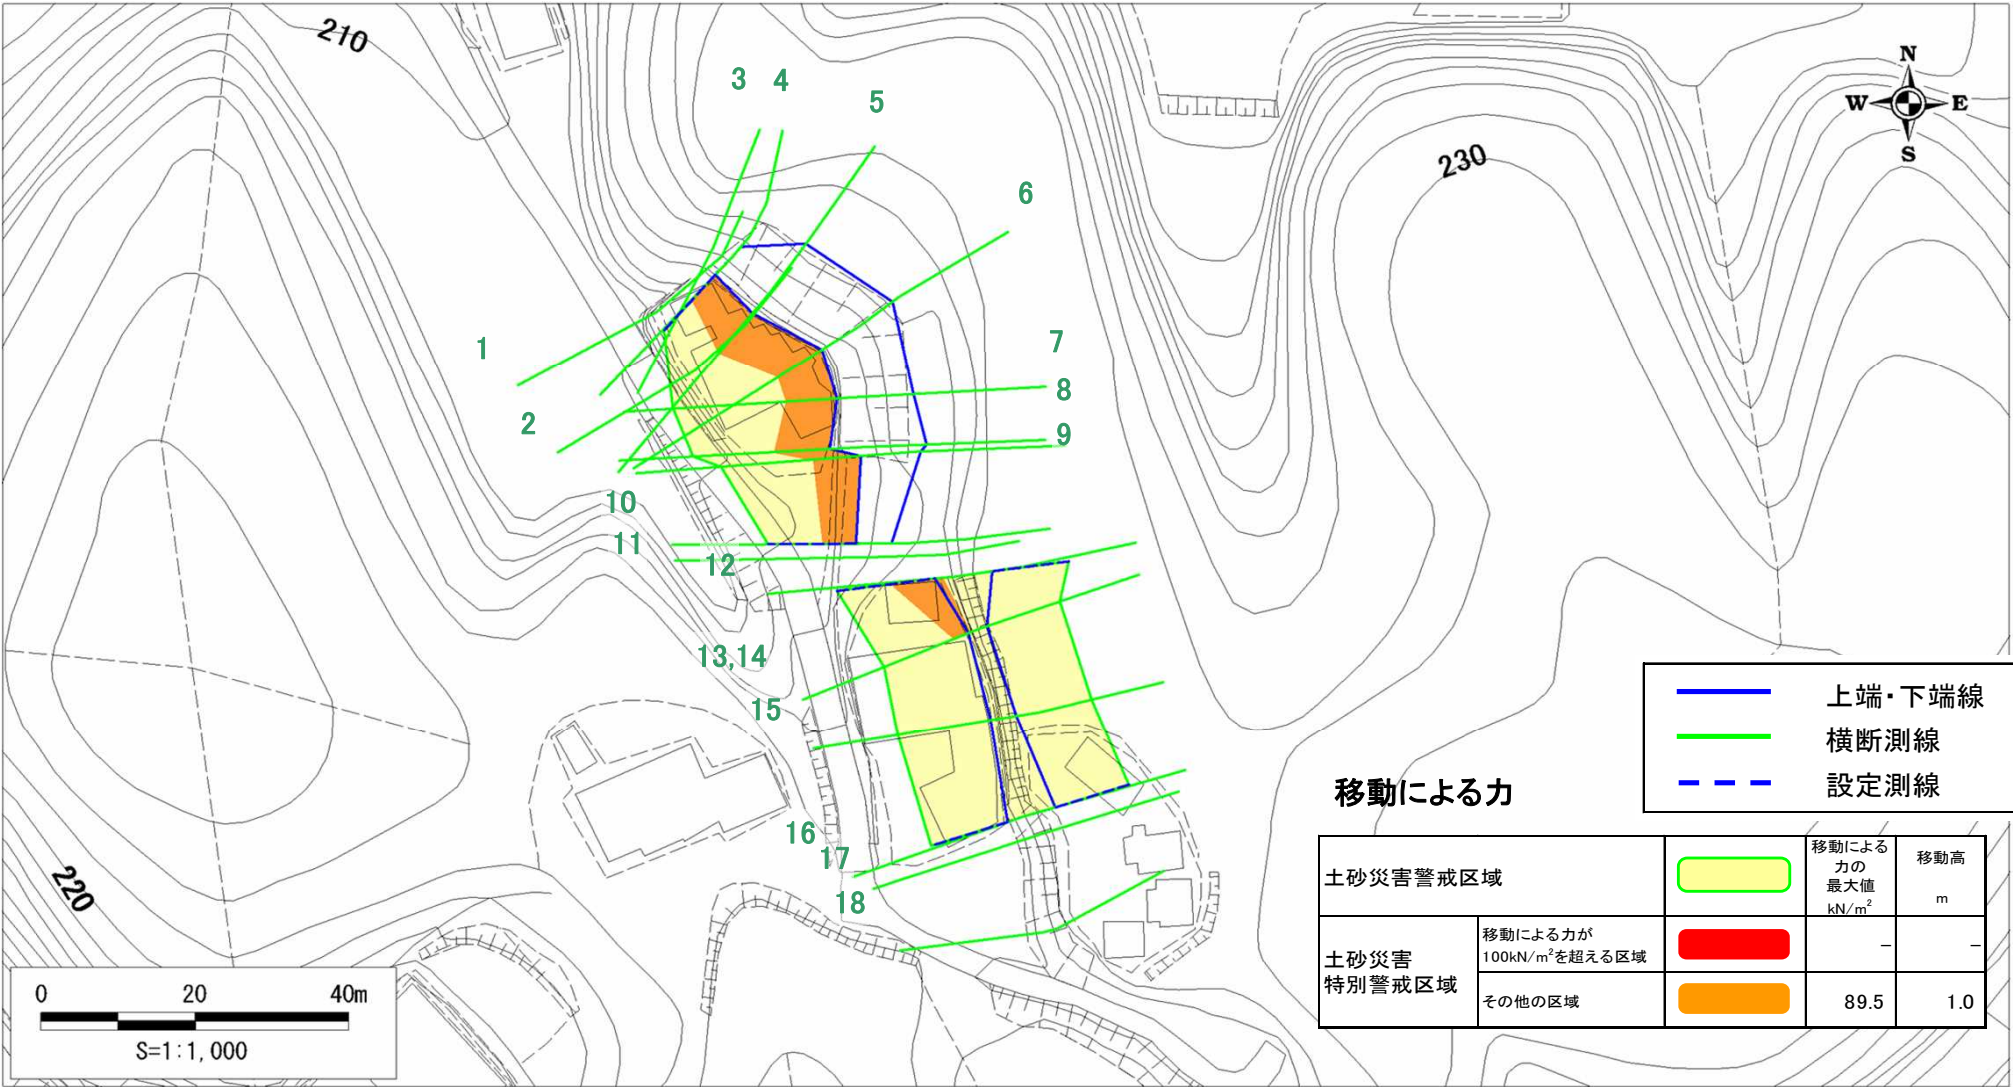 210
3
4
5
N
W
E
S
230
6
1
7
8
2
9
10
11
12
13,14
15
16
17
18
220
上端・下端線
横断測線
設定測線
移動による力
土砂災害警戒区域
移動による
力の
最大値
kN/m²
移動高
m
土砂災害
特別警戒区域
移動による力が
100kN/m²を超える区域
–
–
その他の区域
89.5
1.0
0
20
40m
S=1:1,000